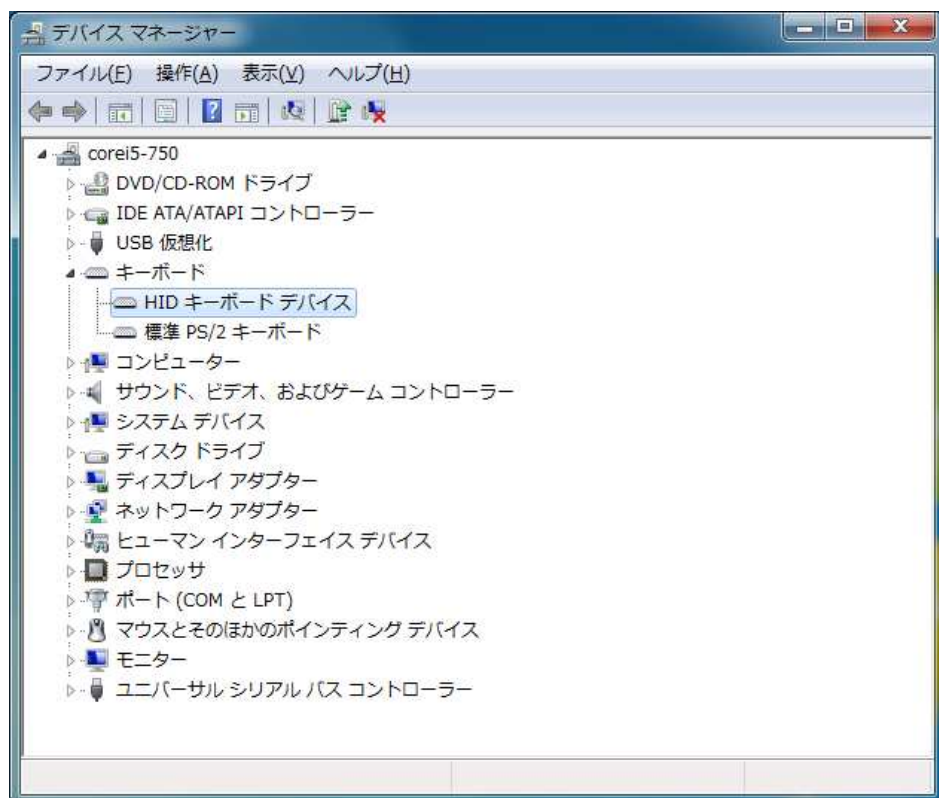 デバイス マネージャー
ファイル(F) 操作(A) 表示(V) ヘルプ(H)
corei5-750
DVD/CD-ROM ドライブ
IDE ATA/ATAPI コントローラー
USB 仮想化
キーボード
HID キーボード デバイス
標準 PS/2 キーボード
コンピューター
サウンド、ビデオ、およびゲーム コントローラー
システム デバイス
ディスク ドライブ
ディスプレイ アダプター
ネットワーク アダプター
ヒューマン インターフェイス デバイス
プロセッサ
ポート (COM と LPT)
マウスとそのほかのポインティング デバイス
モニター
ユニバーサル シリアル バス コントローラー